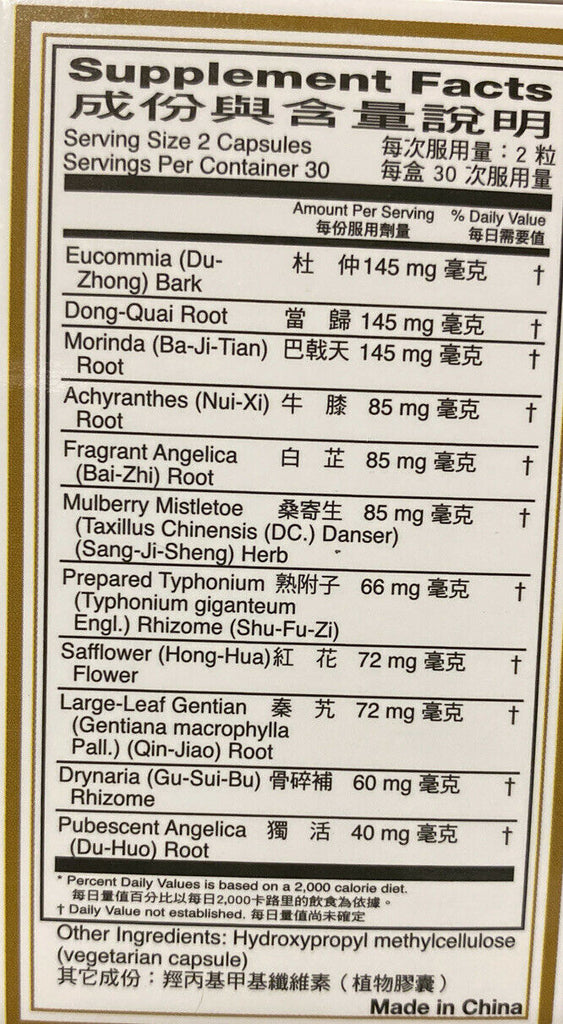 Supplement Facts
成份與含量說明
Serving Size 2 Capsules 每次服用量：2 粒
Servings Per Container 30 每盒 30 次服用量
Amount Per Serving % Daily Value
每份服用劑量 每日需要值
Eucommia (Du- 杜 仲 145 mg 毫克 †
Zhong) Bark
Dong-Quai Root 當 歸 145 mg 毫克 †
Morinda (Ba-Ji-Tian) 巴戟天 145 mg 毫克 †
Root
Achyranthes (Nui-Xi) 牛 膝 85 mg 毫克 †
Root
Fragrant Angelica 白 芷 85 mg 毫克 †
(Bai-Zhi) Root
Mulberry Mistletoe 桑寄生 85 mg 毫克 †
(Taxillus Chinensis (DC.) Danser)
(Sang-Ji-Sheng) Herb
Prepared Typhonium 熟附子 66 mg 毫克 †
(Typhonium giganteum
Engl.) Rhizome (Shu-Fu-Zi)
Safflower (Hong-Hua) 紅 花 72 mg 毫克 †
Flower
Large-Leaf Gentian 秦 艽 72 mg 毫克 †
(Gentiana macrophylla
Pall.) (Qin-Jiao) Root
Drynaria (Gu-Sui-Bu) 骨碎補 60 mg 毫克 †
Rhizome
Pubescent Angelica 獨 活 40 mg 毫克 †
(Du-Huo) Root
* Percent Daily Values is based on a 2,000 calorie diet.
每日量值百分比以每日2,000卡路里的飲食為依據。
† Daily Value not established. 每日量值尚未確定
Other Ingredients: Hydroxypropyl methylcellulose
(vegetarian capsule)
其它成份：羥丙基甲基纖維素（植物膠囊）
Made in China